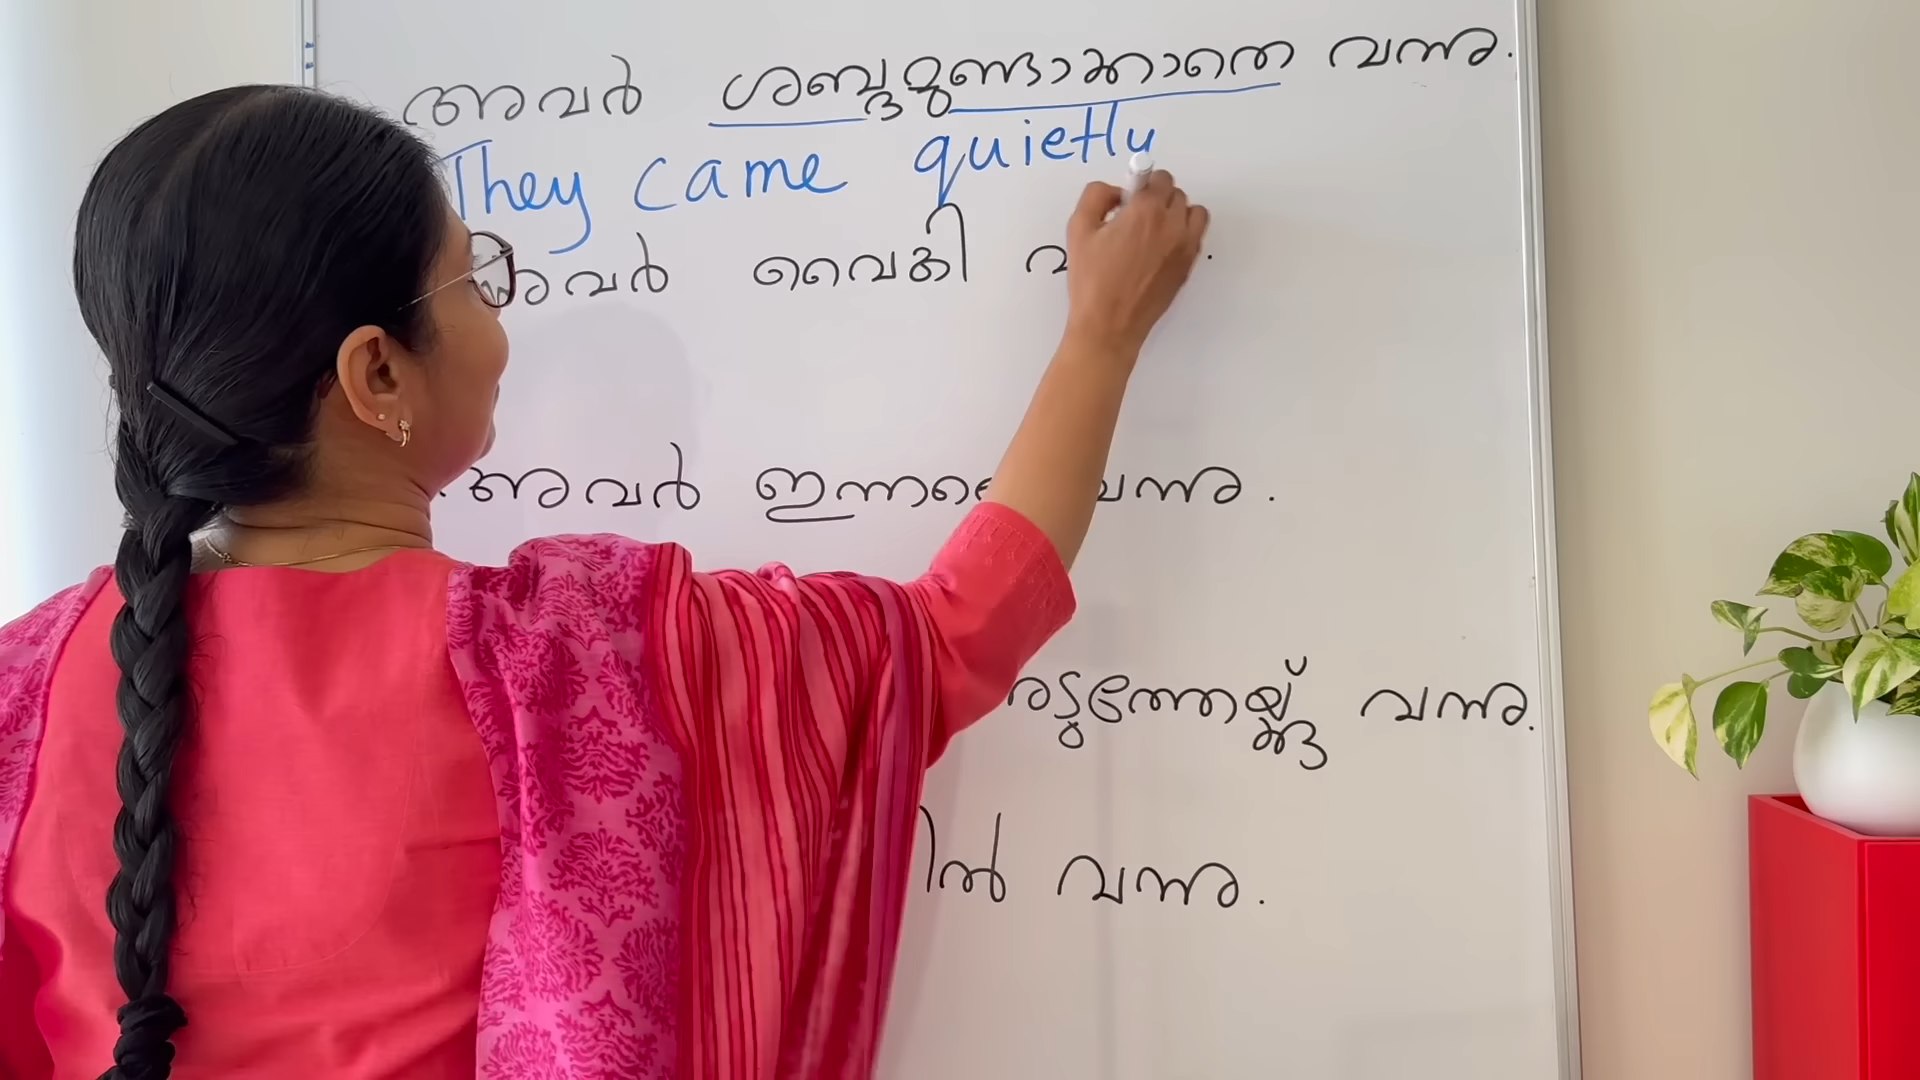 അവർ ശബ്ദമുണ്ടാക്കാതെ വന്നു.
They came quietly
അവർ വൈകി
അവർ ഇന്നലെ വന്നു.
വന്നു.
വന്നു.